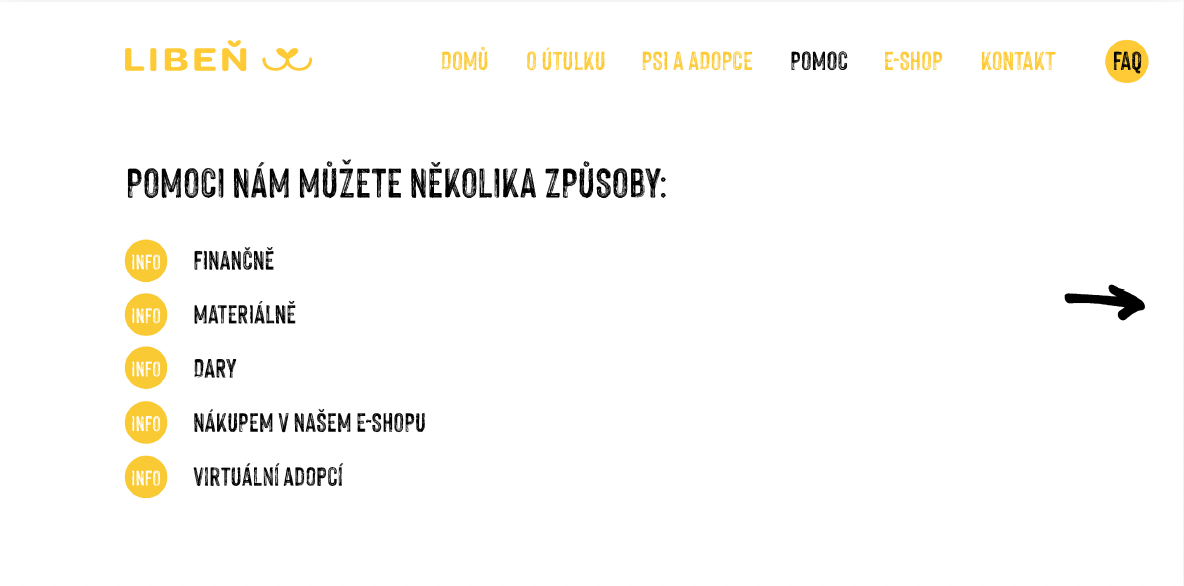 LIBEŇ
DOMŮ O ÚTULKU PSI A ADOPCE POMOC E-SHOP KONTAKT FAQ
POMOCI NÁM MŮŽETE NĚKOLIKA ZPŮSOBY:
INFO FINANČNĚ
INFO MATERIÁLNĚ
INFO DARY
INFO NÁKUPEM V NAŠEM E-SHOPU
INFO VIRTUÁLNÍ ADOPCÍ